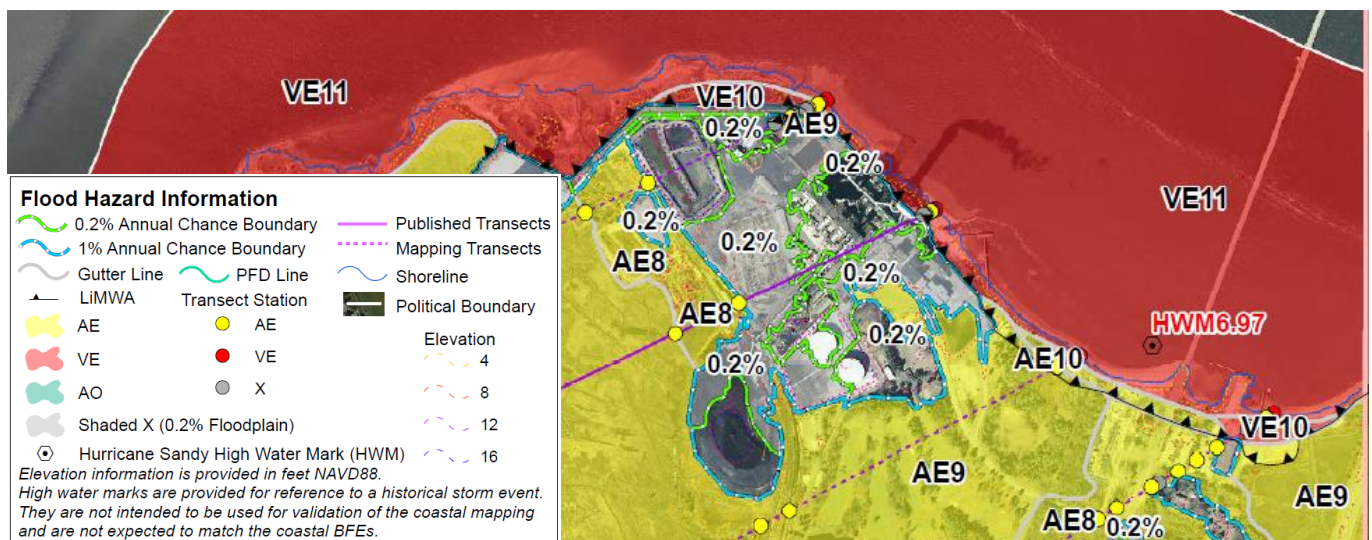 VE11
VE10
0.2%
AE9
0.2%
VE11
0.2%
0.2%
AE8
0.2%
AE8
0.2%
HWM6.97
AE10
0.2%
VE10
AE9
AE9
AE8
0.2%
Flood Hazard Information
0.2% Annual Chance Boundary
Published Transects
1% Annual Chance Boundary
Mapping Transects
Gutter Line
PFD Line
Shoreline
LiMWA
Transect Station
Political Boundary
AE
AE
Elevation
VE
VE
4
AO
X
8
Shaded X (0.2% Floodplain)
12
Hurricane Sandy High Water Mark (HWM)
16
Elevation information is provided in feet NAVD88.
High water marks are provided for reference to a historical storm event.
They are not intended to be used for validation of the coastal mapping
and are not expected to match the coastal BFEs.